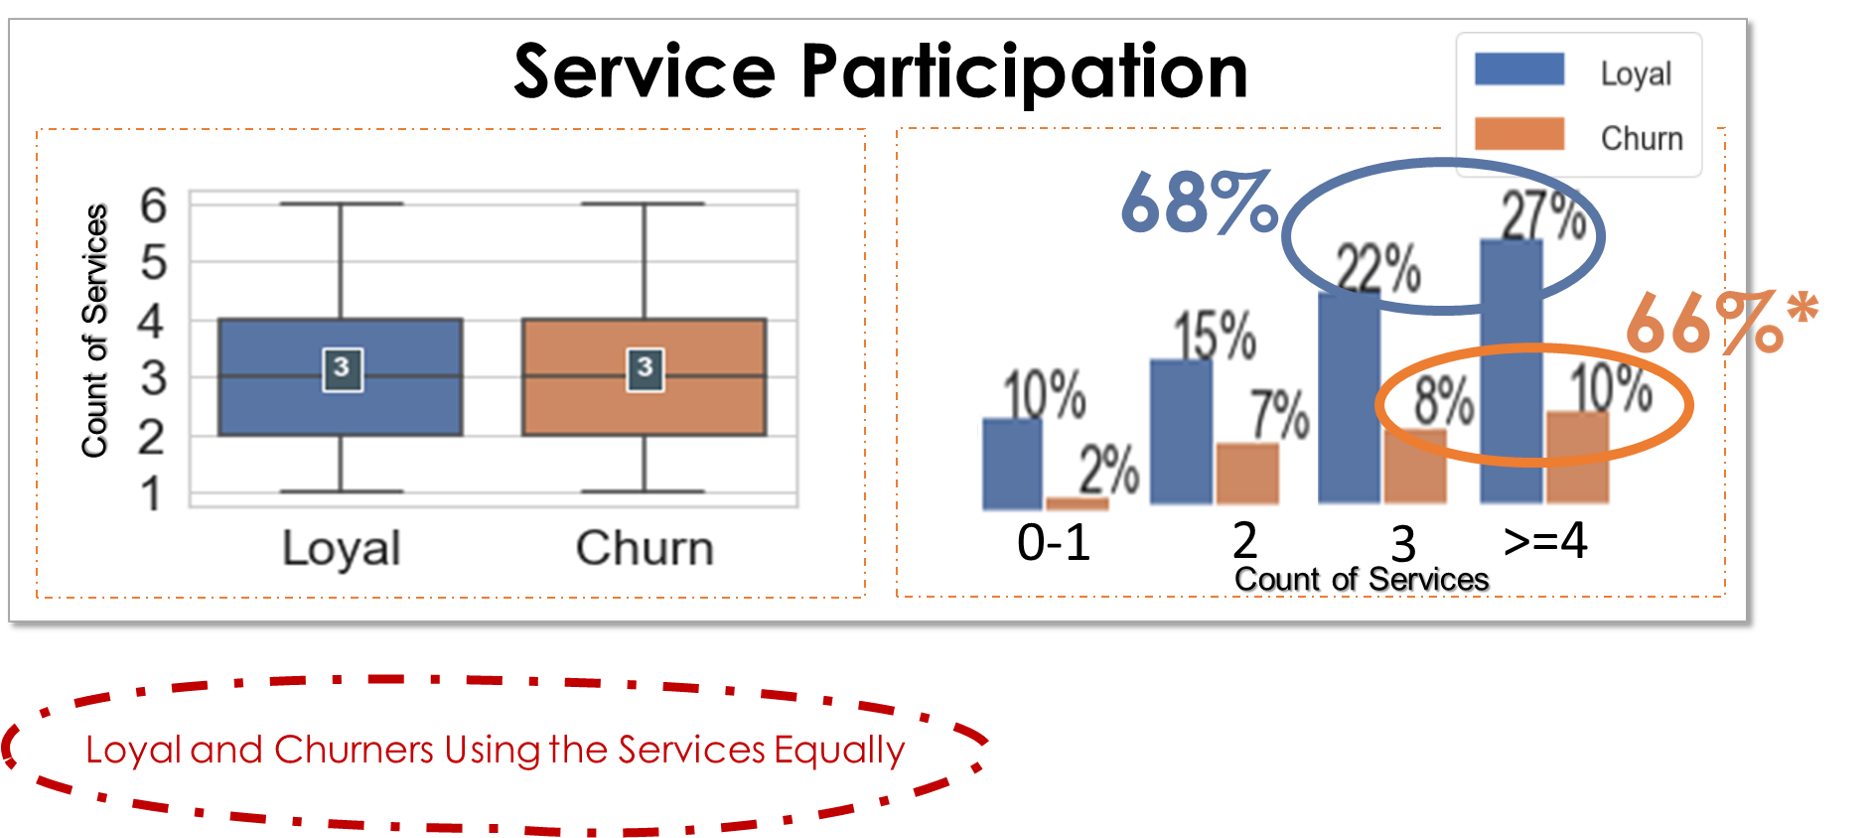 Service Participation
Loyal
Churn
Count of Services
6
5
4
3
2
1
3
3
Loyal
Churn
68%
66%*
10%
2%
15%
7%
22%
8%
27%
10%
0-1
2
3
>=4
Count of Services
Loyal and Churners Using the Services Equally